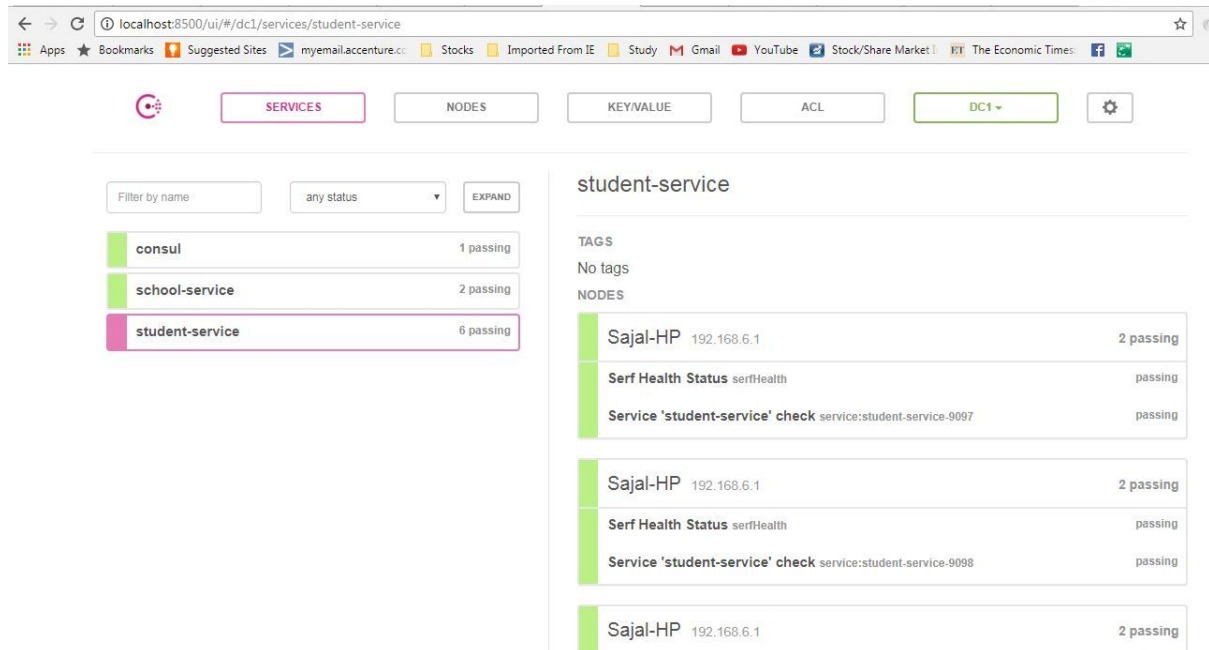 localhost:8500/ui/#/dc1/services/student-service
Apps Bookmarks Suggested Sites myemail.accenture.cc Stocks Imported From IE Study Gmail YouTube Stock/Share Market The Economic Times:
SERVICES NODES KEY/VALUE ACL DC1
Filter by name any status EXPAND
consul 1 passing
school-service 2 passing
student-service 6 passing
student-service
TAGS
No tags
NODES
Sajal-HP 192.168.6.1 2 passing
Serf Health Status serfHealth passing
Service 'student-service' check service:student-service-9097 passing
Sajal-HP 192.168.6.1 2 passing
Serf Health Status serfHealth passing
Service 'student-service' check service:student-service-9098 passing
Sajal-HP 192.168.6.1 2 passing